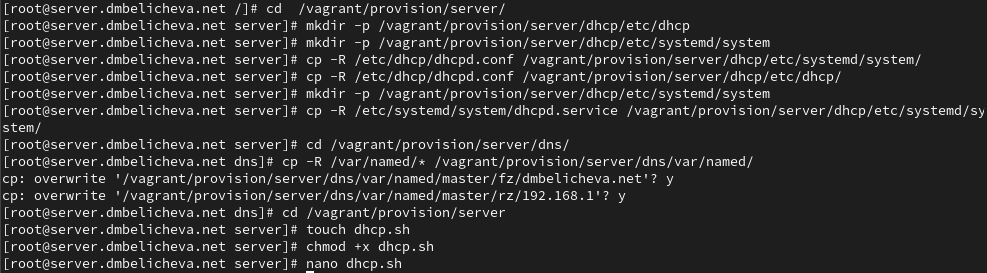 [root@server.dmbelicheva.net /]# cd  /vagrant/provision/server/
[root@server.dmbelicheva.net server]# mkdir -p /vagrant/provision/server/dhcp/etc/dhcp
[root@server.dmbelicheva.net server]# mkdir -p /vagrant/provision/server/dhcp/etc/systemd/system
[root@server.dmbelicheva.net server]# cp -R /etc/dhcp/dhcpd.conf /vagrant/provision/server/dhcp/etc/systemd/system/
[root@server.dmbelicheva.net server]# cp -R /etc/dhcp/dhcpd.conf /vagrant/provision/server/dhcp/etc/dhcp/
[root@server.dmbelicheva.net server]# mkdir -p /vagrant/provision/server/dhcp/etc/systemd/system
[root@server.dmbelicheva.net server]# cp -R /etc/systemd/system/dhcpd.service /vagrant/provision/server/dhcp/etc/systemd/sy
stem/
[root@server.dmbelicheva.net server]# cd /vagrant/provision/server/dns/
[root@server.dmbelicheva.net dns]# cp -R /var/named/* /vagrant/provision/server/dns/var/named/
cp: overwrite '/vagrant/provision/server/dns/var/named/master/fz/dmbelicheva.net'? y
cp: overwrite '/vagrant/provision/server/dns/var/named/master/rz/192.168.1'? y
[root@server.dmbelicheva.net dns]# cd /vagrant/provision/server
[root@server.dmbelicheva.net server]# touch dhcp.sh
[root@server.dmbelicheva.net server]# chmod +x dhcp.sh
[root@server.dmbelicheva.net server]# nano dhcp.sh